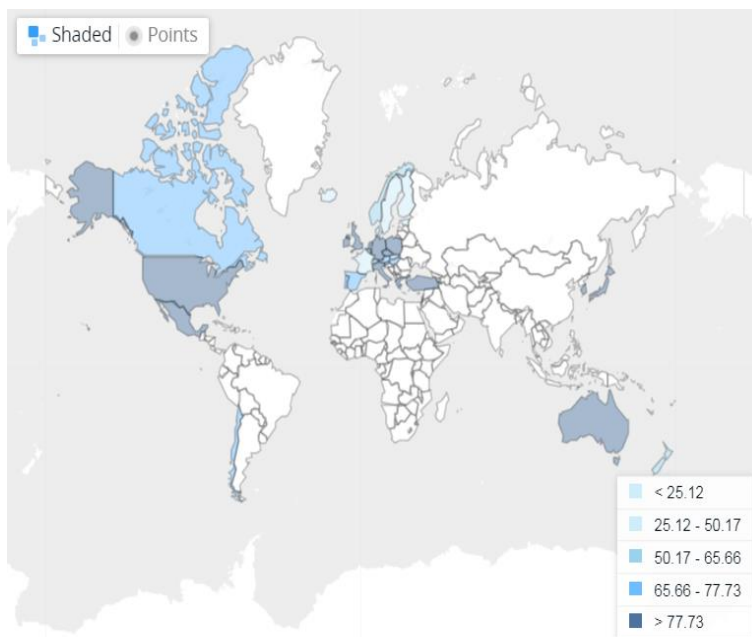 Shaded Points
< 25.12
25.12 - 50.17
50.17 - 65.66
65.66 - 77.73
> 77.73